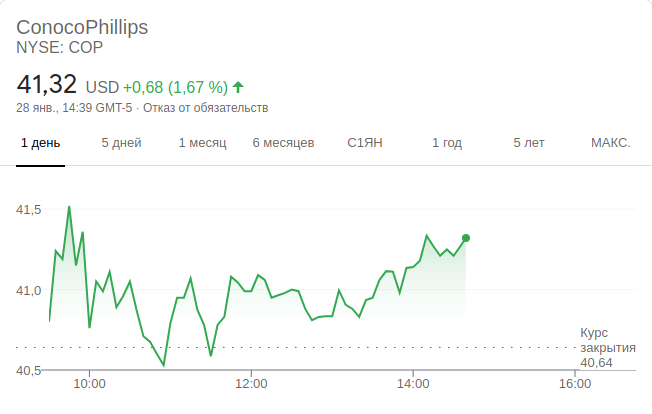 ConocoPhillips
NYSE: COP
41,32 USD +0,68 (1,67 %)
28 янв., 14:39 GMT-5 · Отказ от обязательств
1 день 5 дней 1 месяц 6 месяцев С1ЯН 1 год 5 лет МАКС.
41,5
41,0
40,5
Курс
закрытия
40,64
10:00 12:00 14:00 16:00